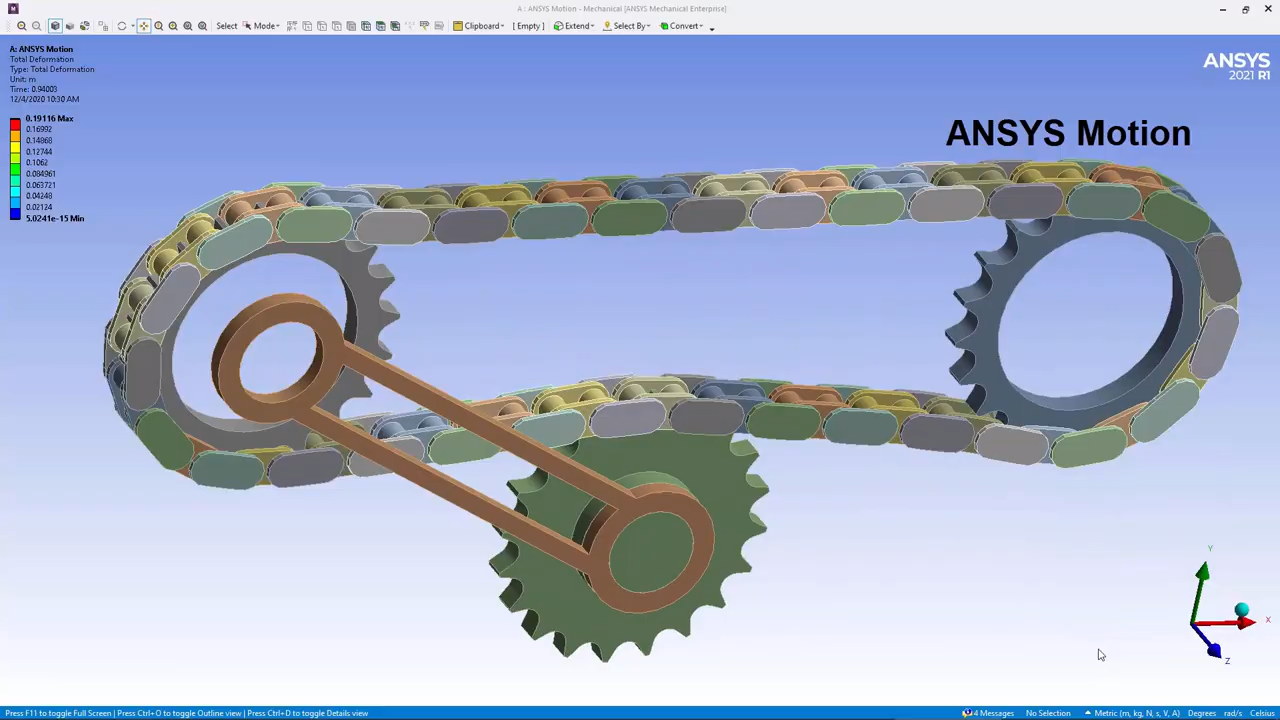 M
A : ANSYS Motion - Mechanical [ANSYS Mechanical Enterprise]
Select Mode Clipboard [ Empty ] Extend Select By Convert
A: ANSYS Motion
Total Deformation
Type: Total Deformation
Unit: m
Time: 0.94003
12/4/2020 10:30 AM
0.19116 Max
0.16992
0.14868
0.12744
0.1062
0.084961
0.063721
0.04248
0.02124
5.0241e-15 Min
ANSYS
2021 R1
ANSYS Motion
Y
X
Z
Press F11 to toggle Full Screen | Press Ctrl+O to toggle Outline view | Press Ctrl+D to toggle Details view
4 Messages No Selection Metric (m, kg, N, s, V, A) Degrees rad/s Celsius